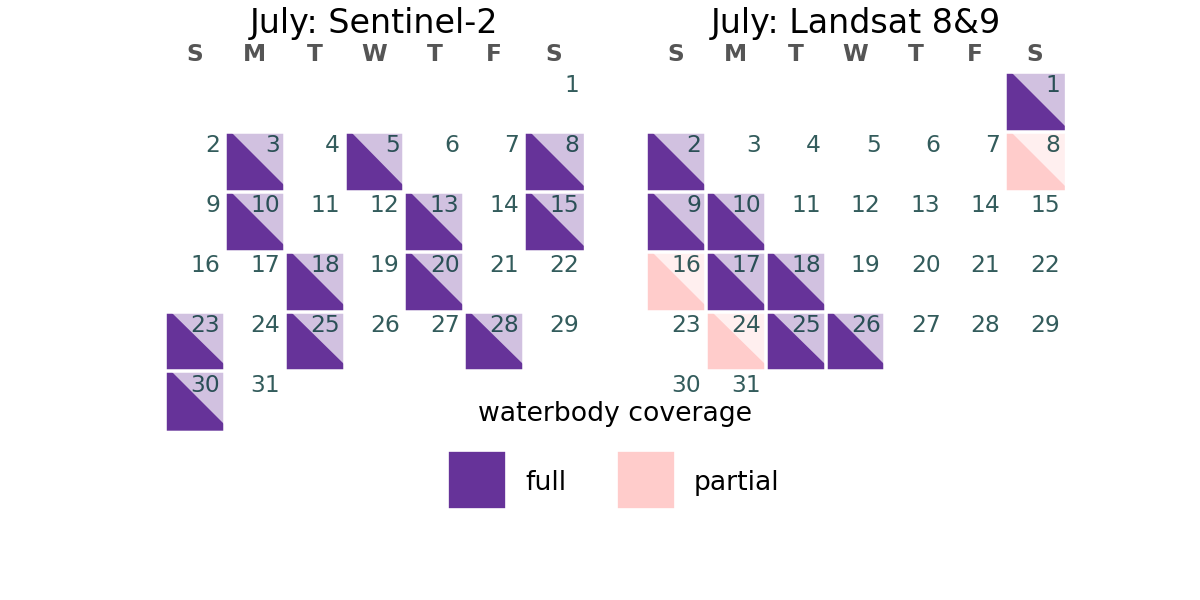 July: Sentinel-2
S M T W T F S
1
2 3 4 5 6 7 8
9 10 11 12 13 14 15
16 17 18 19 20 21 22
23 24 25 26 27 28 29
30 31
July: Landsat 8&9
S M T W T F S
1
2 3 4 5 6 7 8
9 10 11 12 13 14 15
16 17 18 19 20 21 22
23 24 25 26 27 28 29
30 31
waterbody coverage
full partial